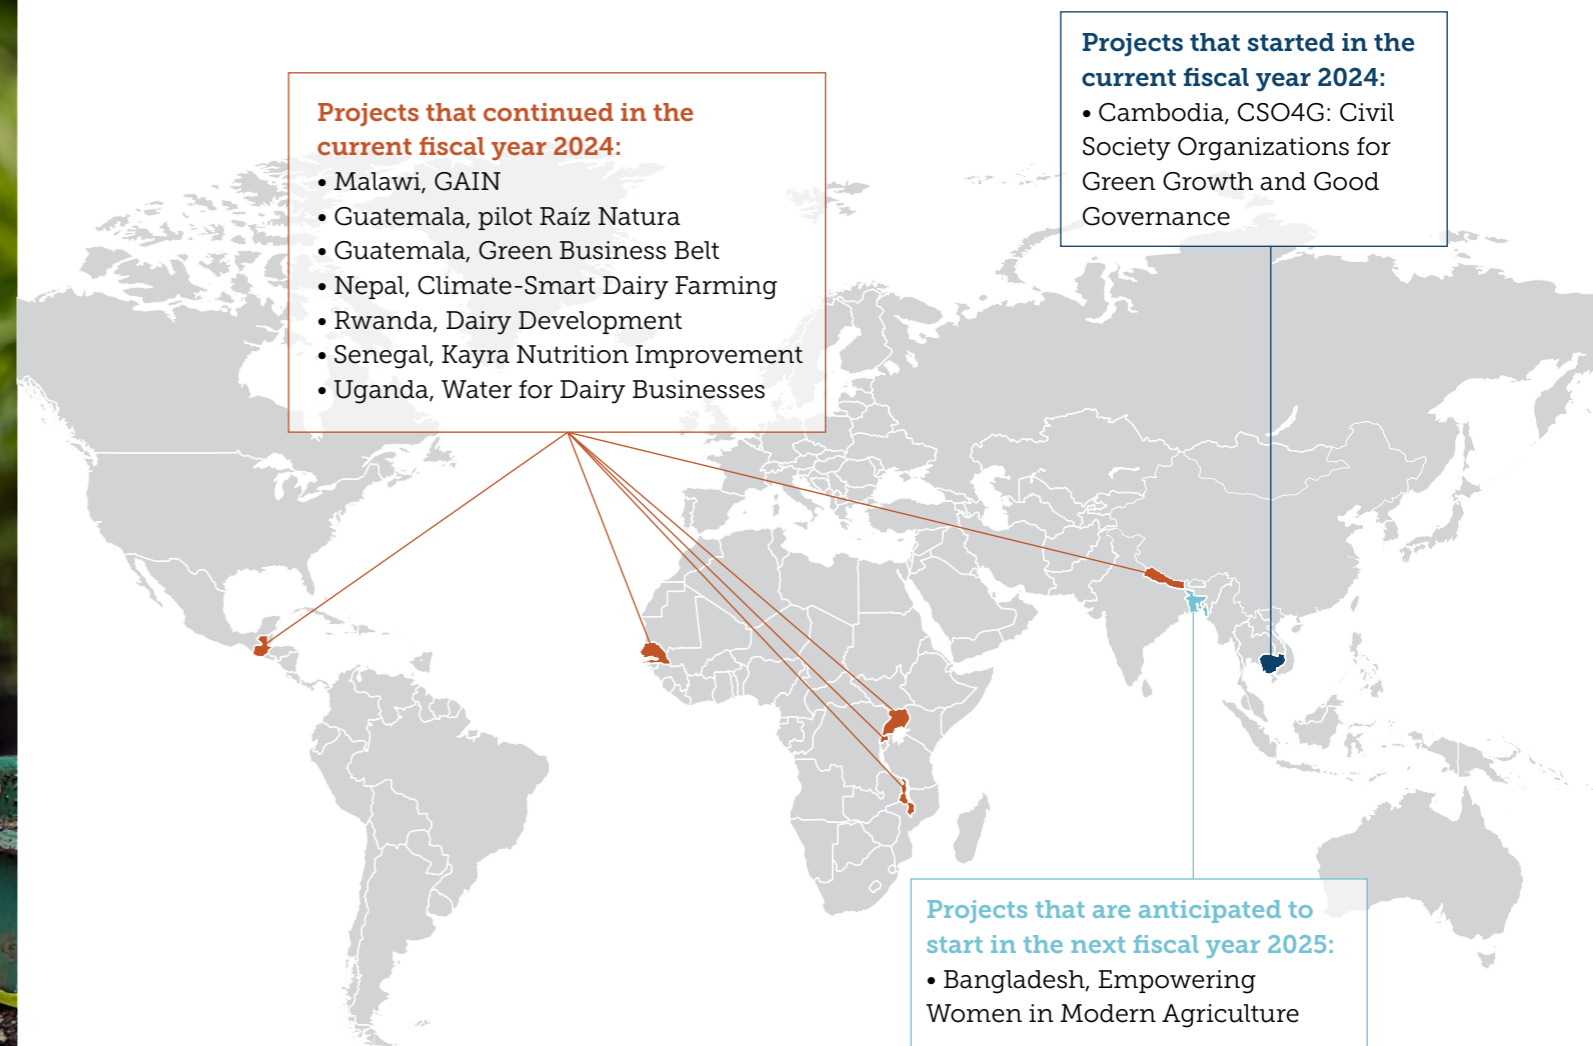 Projects that continued in the
current fiscal year 2024:
• Malawi, GAIN
• Guatemala, pilot Raíz Natura
• Guatemala, Green Business Belt
• Nepal, Climate-Smart Dairy Farming
• Rwanda, Dairy Development
• Senegal, Kayra Nutrition Improvement
• Uganda, Water for Dairy Businesses
Projects that started in the
current fiscal year 2024:
• Cambodia, CSO4G: Civil
Society Organizations for
Green Growth and Good
Governance
Projects that are anticipated to
start in the next fiscal year 2025:
• Bangladesh, Empowering
Women in Modern Agriculture